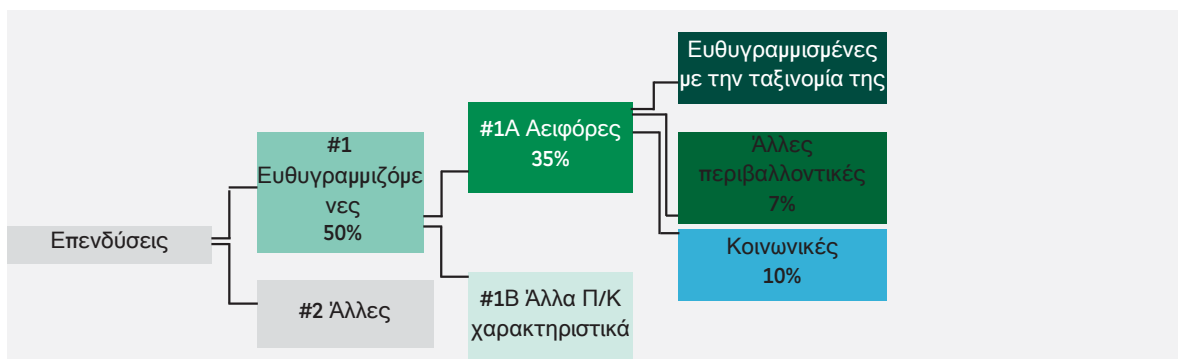 Επενδύσεις
#1
Ευθυγραμμιζόμε
νες
50%
#2 Άλλες
#1Α Αειφόρες
35%
#1Β Άλλα Π/Κ
χαρακτηριστικά
Ευθυγραμμισμένες
με την ταξινομία της
Άλλες
περιβαλλοντικές
7%
Κοινωνικές
10%